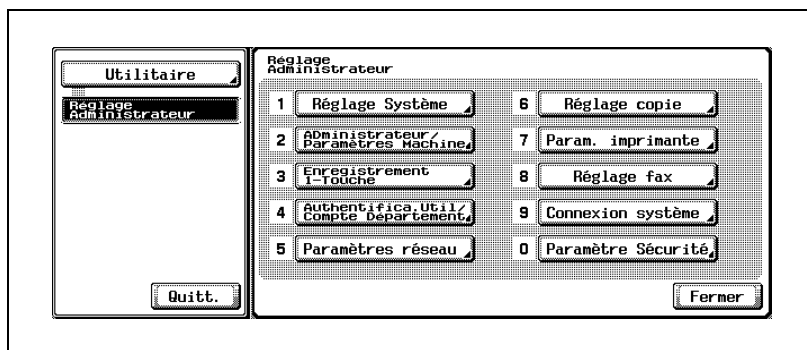 Utilitaire
Réglage
Administrateur
Quitt.
Réglage
Administrateur
1 Réglage Système
2 ADministrateur/
Paramètres Machine
3 Enregistrement
1-Touche
4 Authentifica.Util/
Compte Département
5 Paramètres réseau
6 Réglage copie
7 Param. imprimante
8 Réglage fax
9 Connexion système
0 Paramètre Sécurité
Fermer